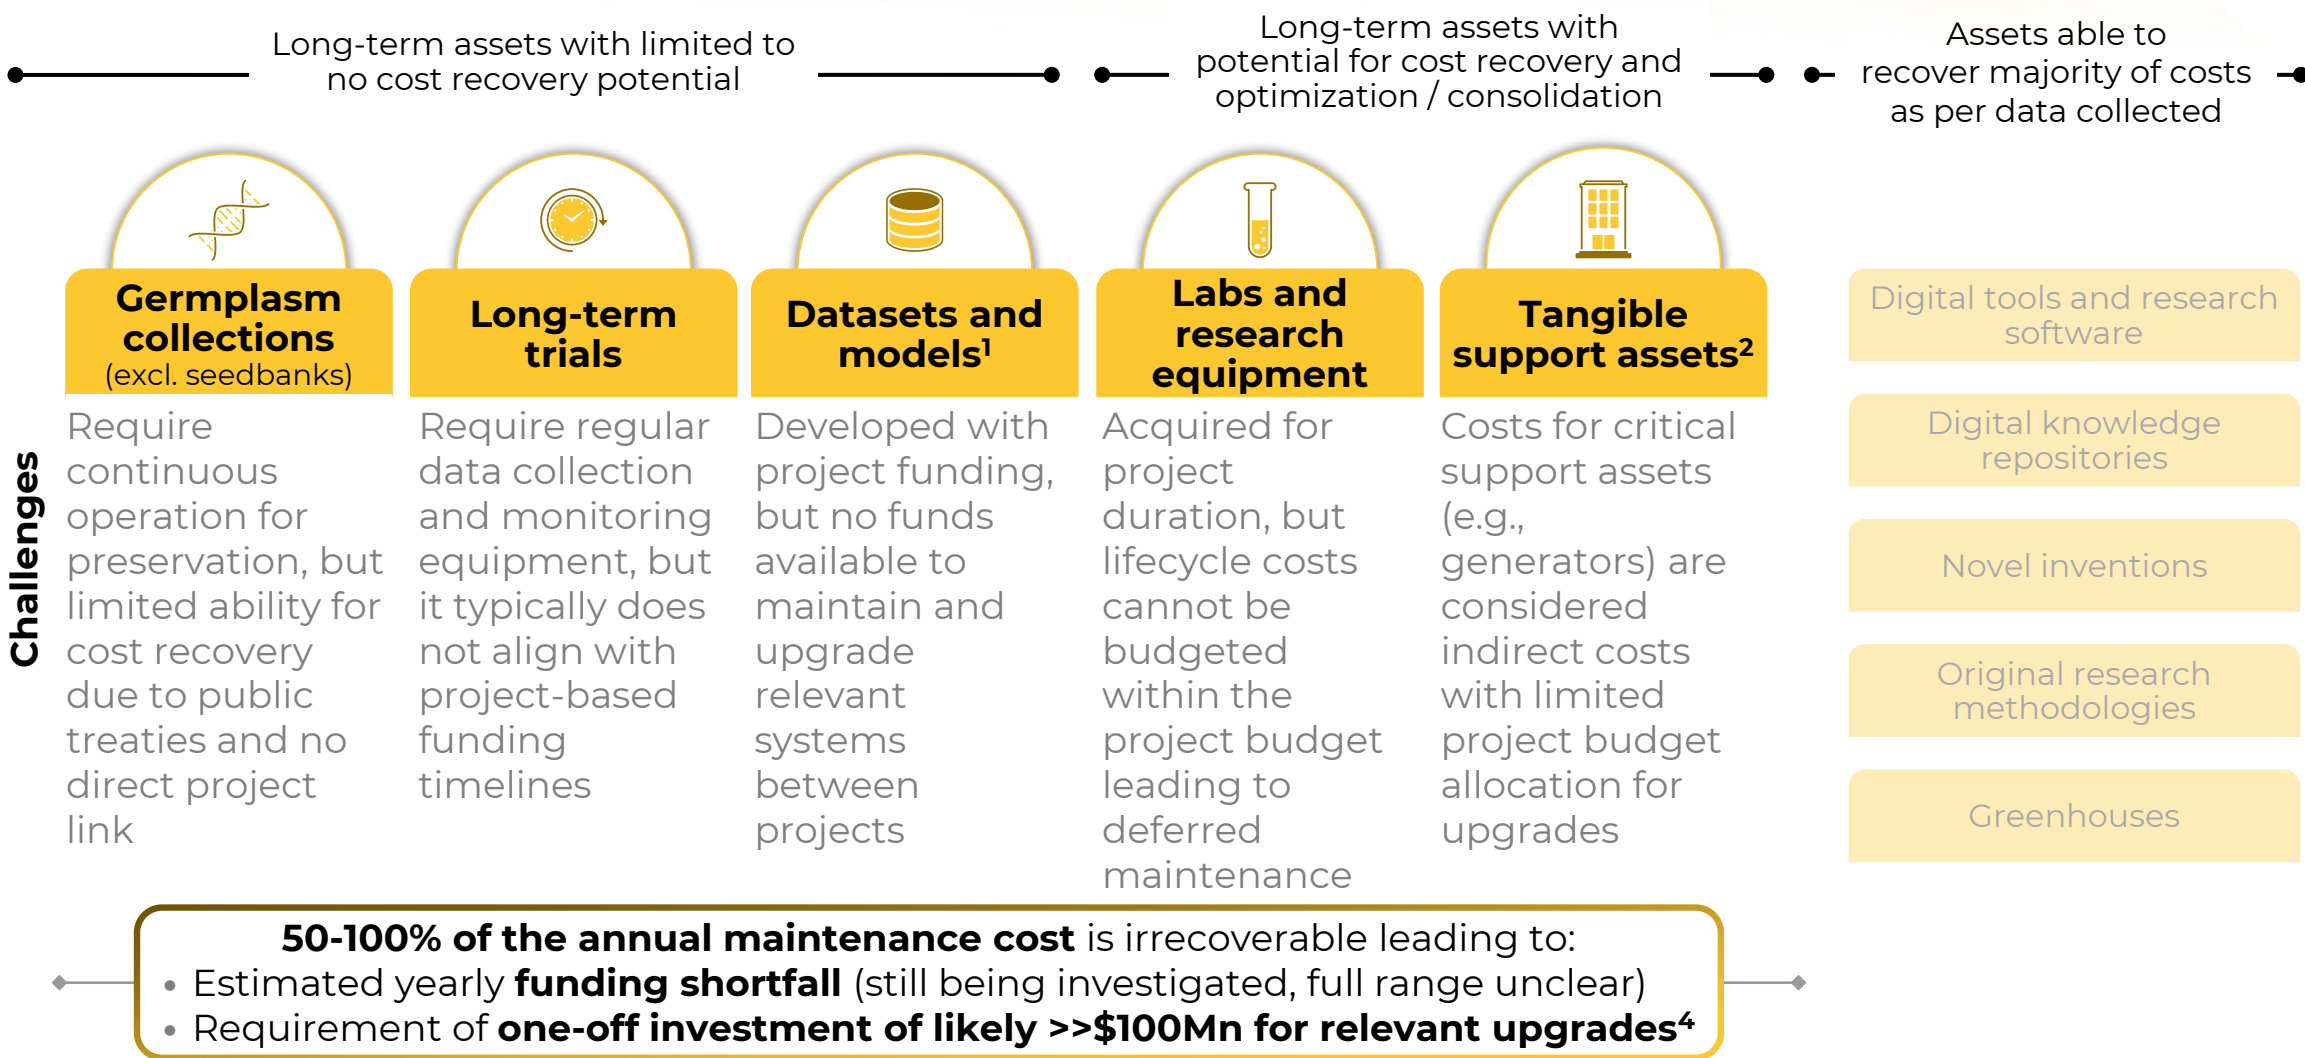 Long-term assets with limited to
no cost recovery potential
Long-term assets with
potential for cost recovery and
optimization / consolidation
Assets able to
recover majority of costs
as per data collected
Germplasm
collections
(excl. seedbanks)
Long-term
trials
Datasets and
models¹
Labs and
research
equipment
Tangible
support assets²
Challenges
Require
continuous
operation for
preservation, but
limited ability for
cost recovery
due to public
treaties and no
direct project
link
Require regular
data collection
and monitoring
equipment, but
it typically does
not align with
project-based
funding
timelines
Developed with
project funding,
but no funds
available to
maintain and
upgrade
relevant
systems
between
projects
Acquired for
project
duration, but
lifecycle costs
cannot be
budgeted
within the
project budget
leading to
deferred
maintenance
Costs for critical
support assets
(e.g.,
generators) are
considered
indirect costs
with limited
project budget
allocation for
upgrades
Digital tools and research
software
Digital knowledge
repositories
Novel inventions
Original research
methodologies
Greenhouses
50-100% of the annual maintenance cost is irrecoverable leading to:
• Estimated yearly funding shortfall (still being investigated, full range unclear)
• Requirement of one-off investment of likely >>$100Mn for relevant upgrades⁴